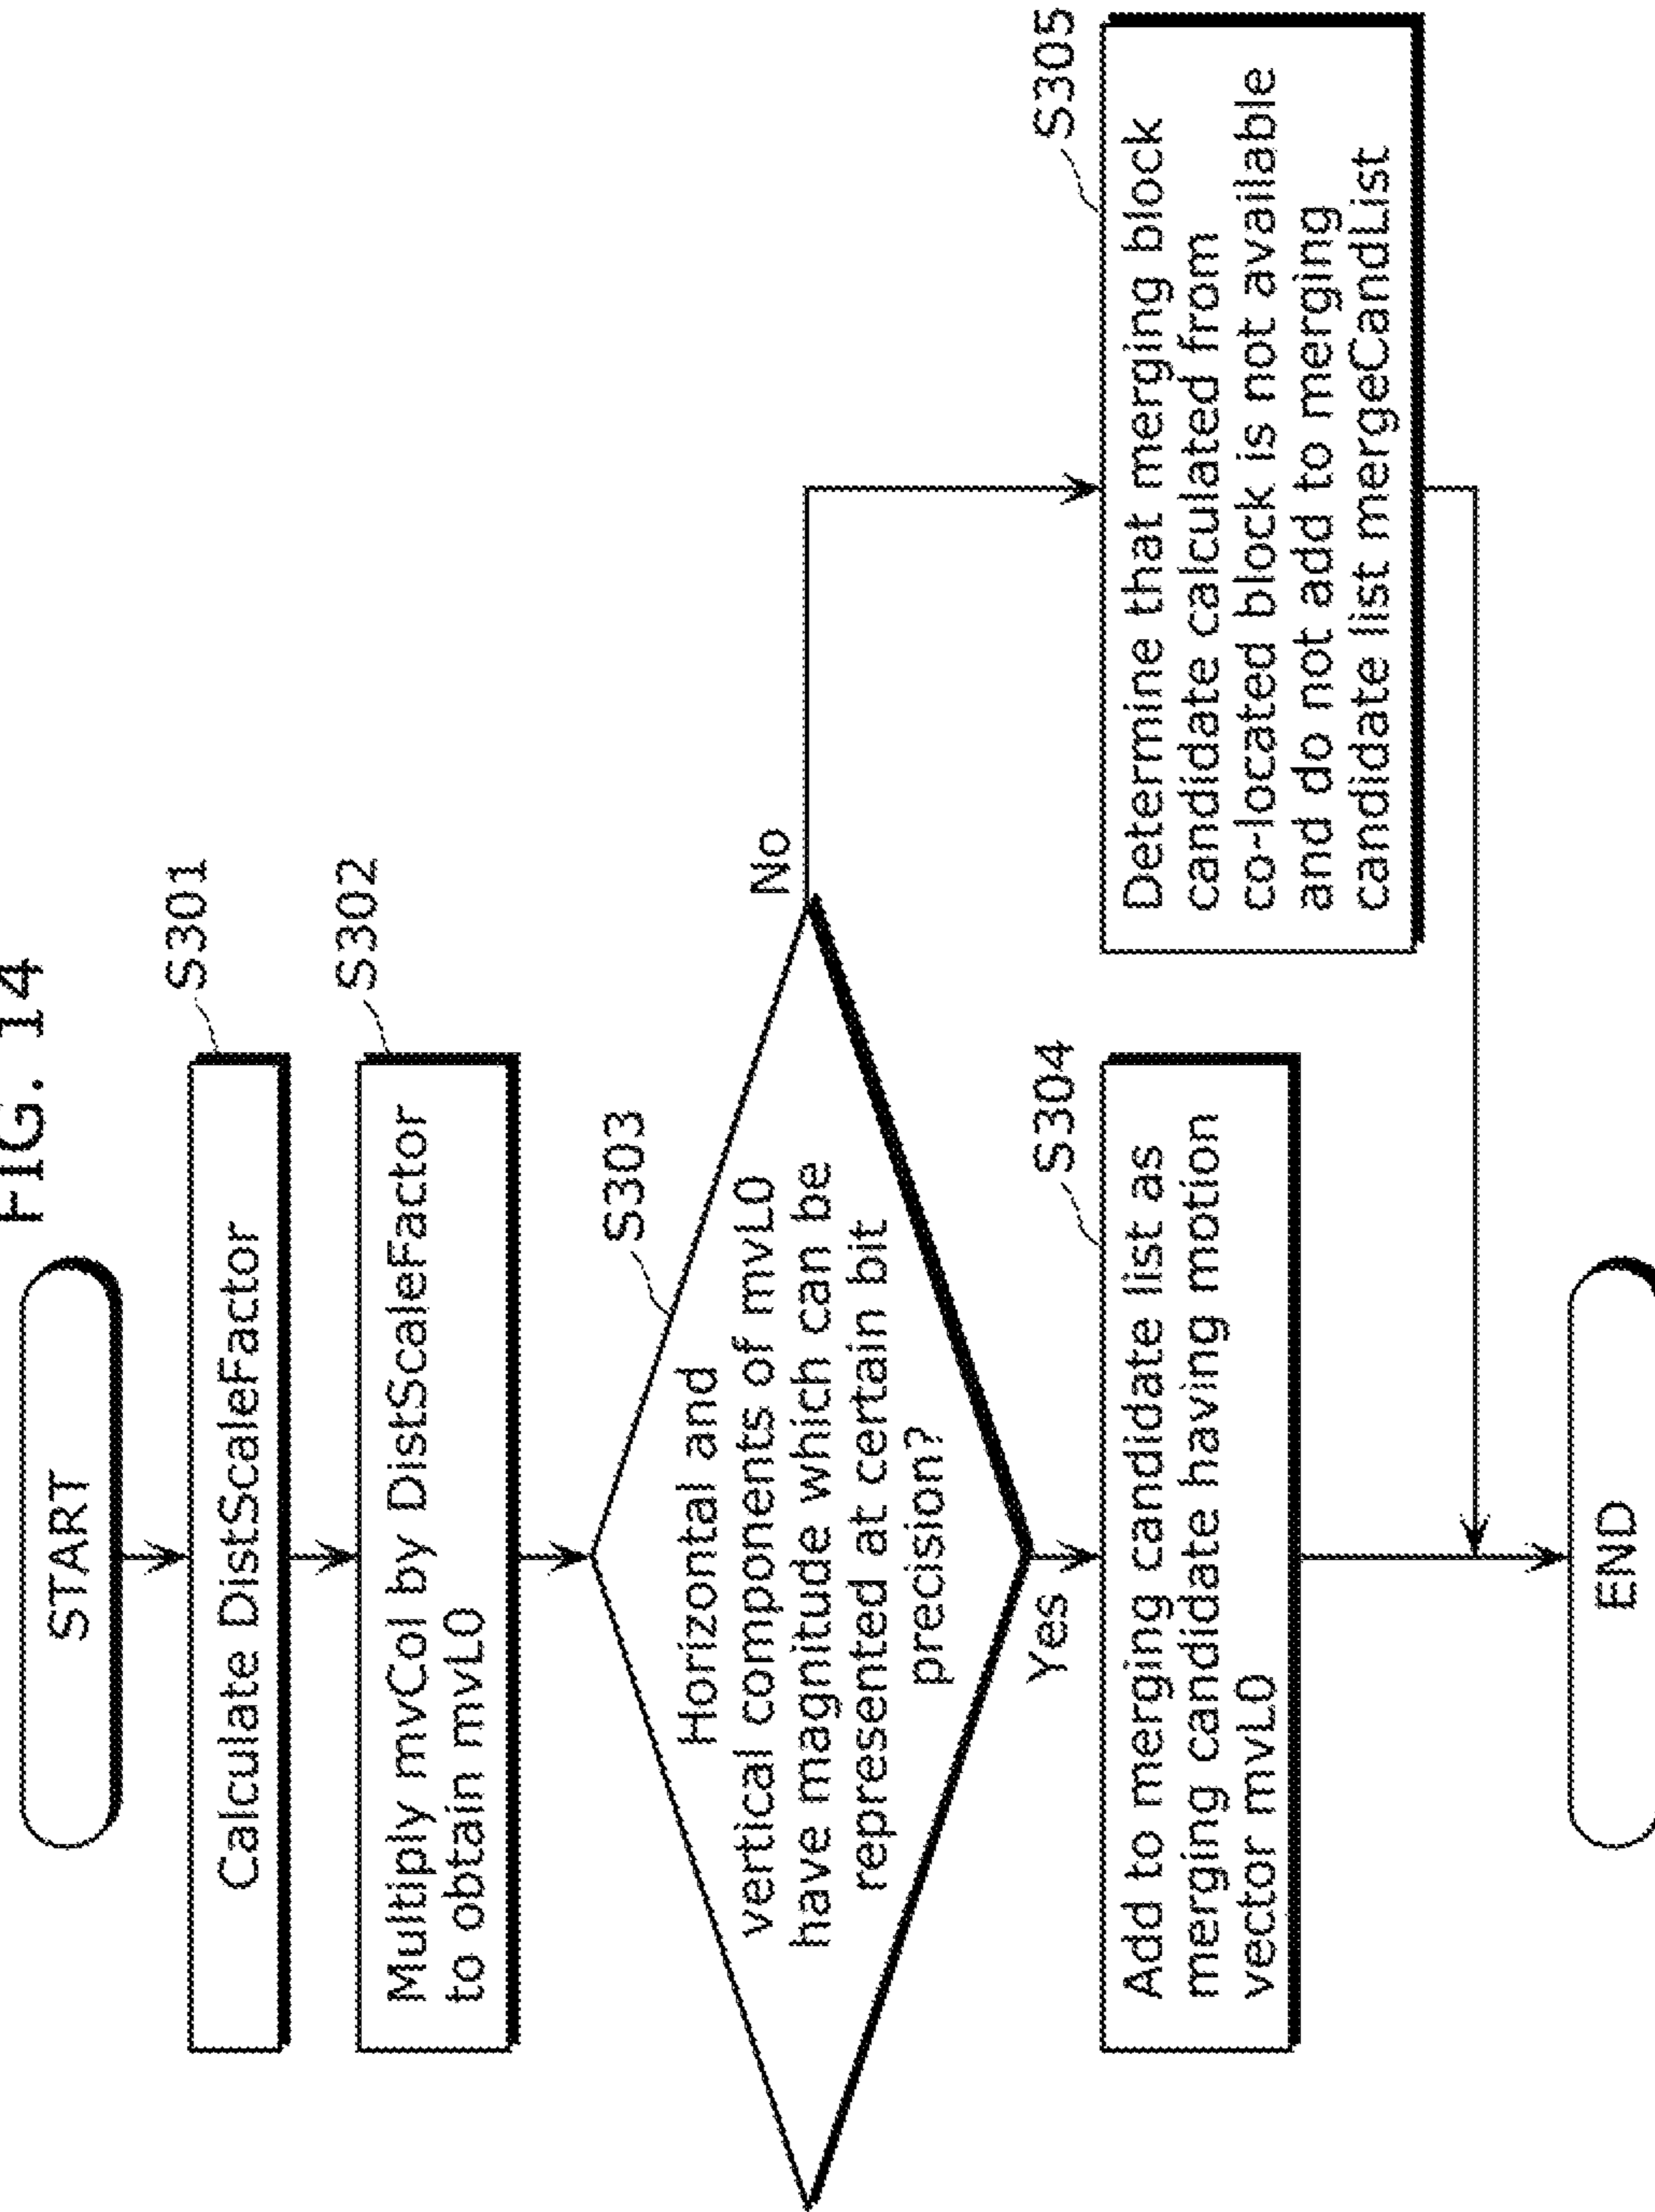 FIG. 14
START
S301
Calculate DistScaleFactor
S302
Multiply mvCol by DistScaleFactor
to obtain mvL0
S303
Horizontal and
vertical components of mvL0
have magnitude which can be
represented at certain bit
precision?
No
Yes
S304
Add to merging candidate list as
merging candidate having motion
vector mvL0
S305
Determine that merging block
candidate calculated from
co-located block is not available
and do not add to merging
candidate list mergeCandList
END